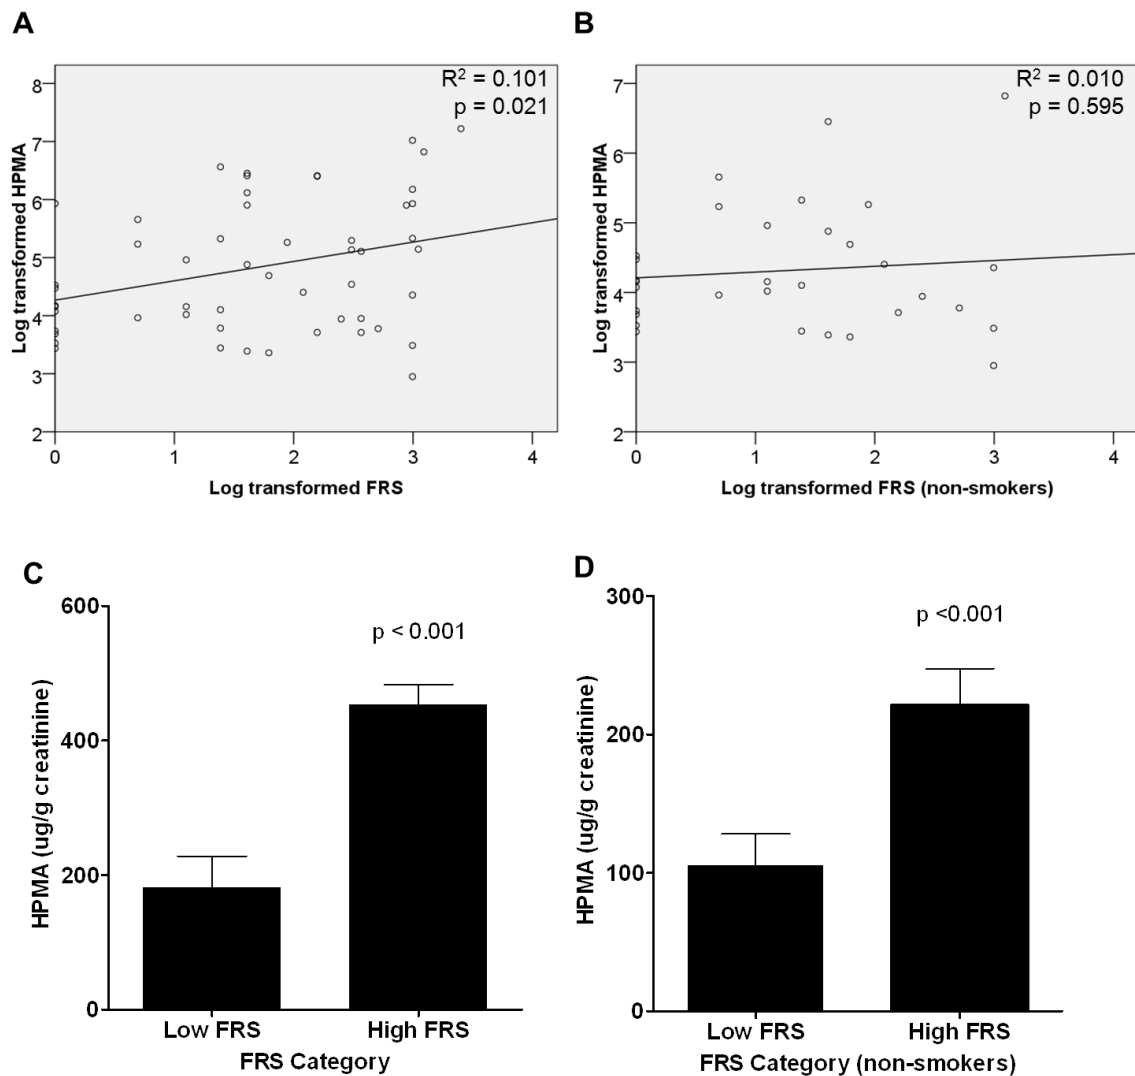 A
R² = 0.101
p = 0.021
8
7
6
5
4
3
2
Log transformed HPMA
0 1 2 3 4
Log transformed FRS
B
R² = 0.010
p = 0.595
7
6
5
4
3
2
Log transformed HPMA
0 1 2 3 4
Log transformed FRS (non-smokers)
C
p < 0.001
600
400
200
0
HPMA (ug/g creatinine)
Low FRS High FRS
FRS Category
D
p <0.001
300
200
100
0
HPMA (ug/g creatinine)
Low FRS High FRS
FRS Category (non-smokers)